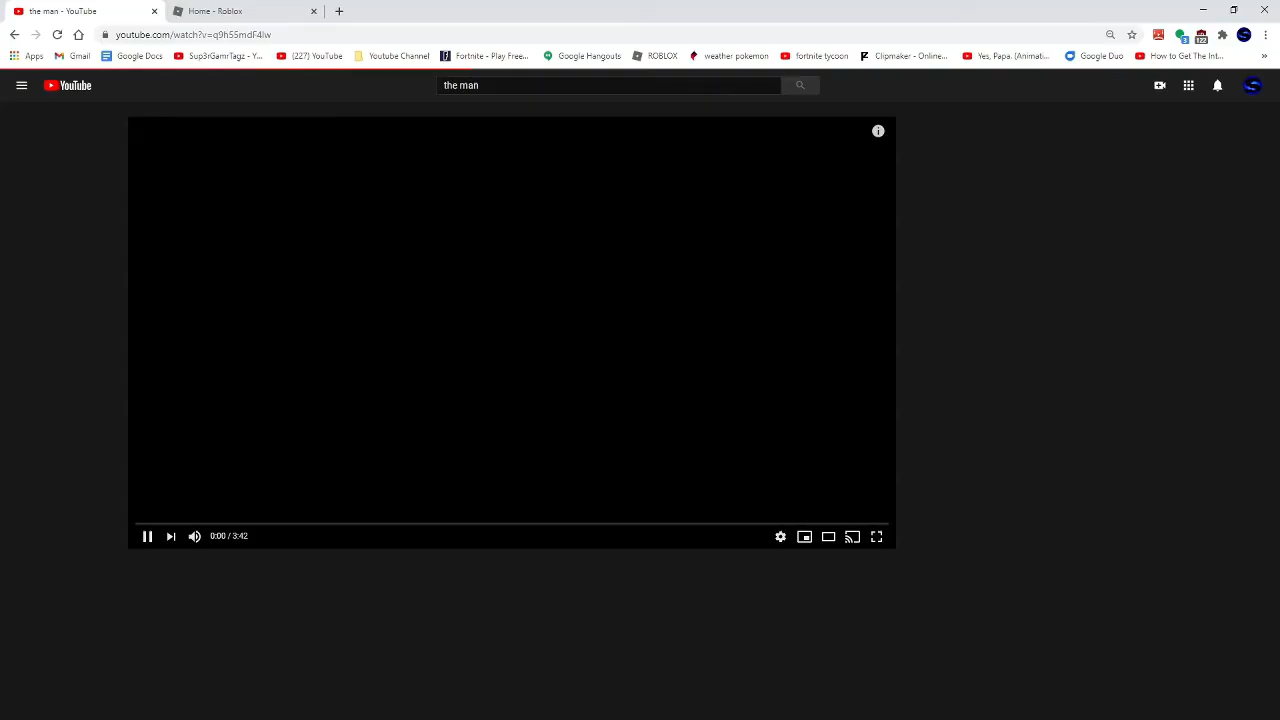 the man - YouTube
Home - Roblox
youtube.com/watch?v=q9h55mdF4lw
Apps
Gmail
Google Docs
Sup3rGamrTagz - Y...
(227) YouTube
Youtube Channel
Fortnite - Play Free...
Google Hangouts
ROBLOX
weather pokemon
fortnite tycoon
Clipmaker - Online...
Yes, Papa. (Animati...
Google Duo
How to Get The Int...
YouTube
the man
0:00 / 3:42